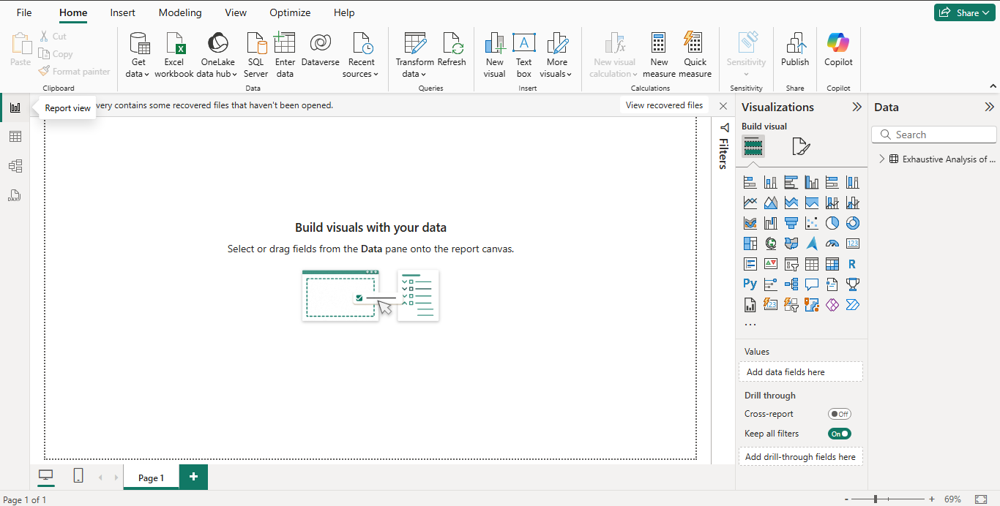 File Home Insert Modeling View Optimize Help
Share
Paste
Cut
Copy
Format painter
Clipboard
Get data
Excel workbook
OneLake data hub
SQL Server
Enter data
Dataverse
Recent sources
Data
Transform data
Refresh
Queries
New visual
A
Text box
More visuals
Insert
New visual calculation
New measure
Quick measure
Calculations
Sensitivity
Sensitivity
Publish
Share
Copilot
Copilot
Report view
very contains some recovered files that haven't been opened.
View recovered files
DAX
Build visuals with your data
Select or drag fields from the Data pane onto the report canvas.
Filters
Visualizations
Build visual
123
R
Py
123
Values
Add data fields here
Drill through
Cross-report
Off
Keep all filters
On
Add drill-through fields here
Data
Search
Exhaustive Analysis of ...
Page 1
+
Page 1 of 1
- + 69%